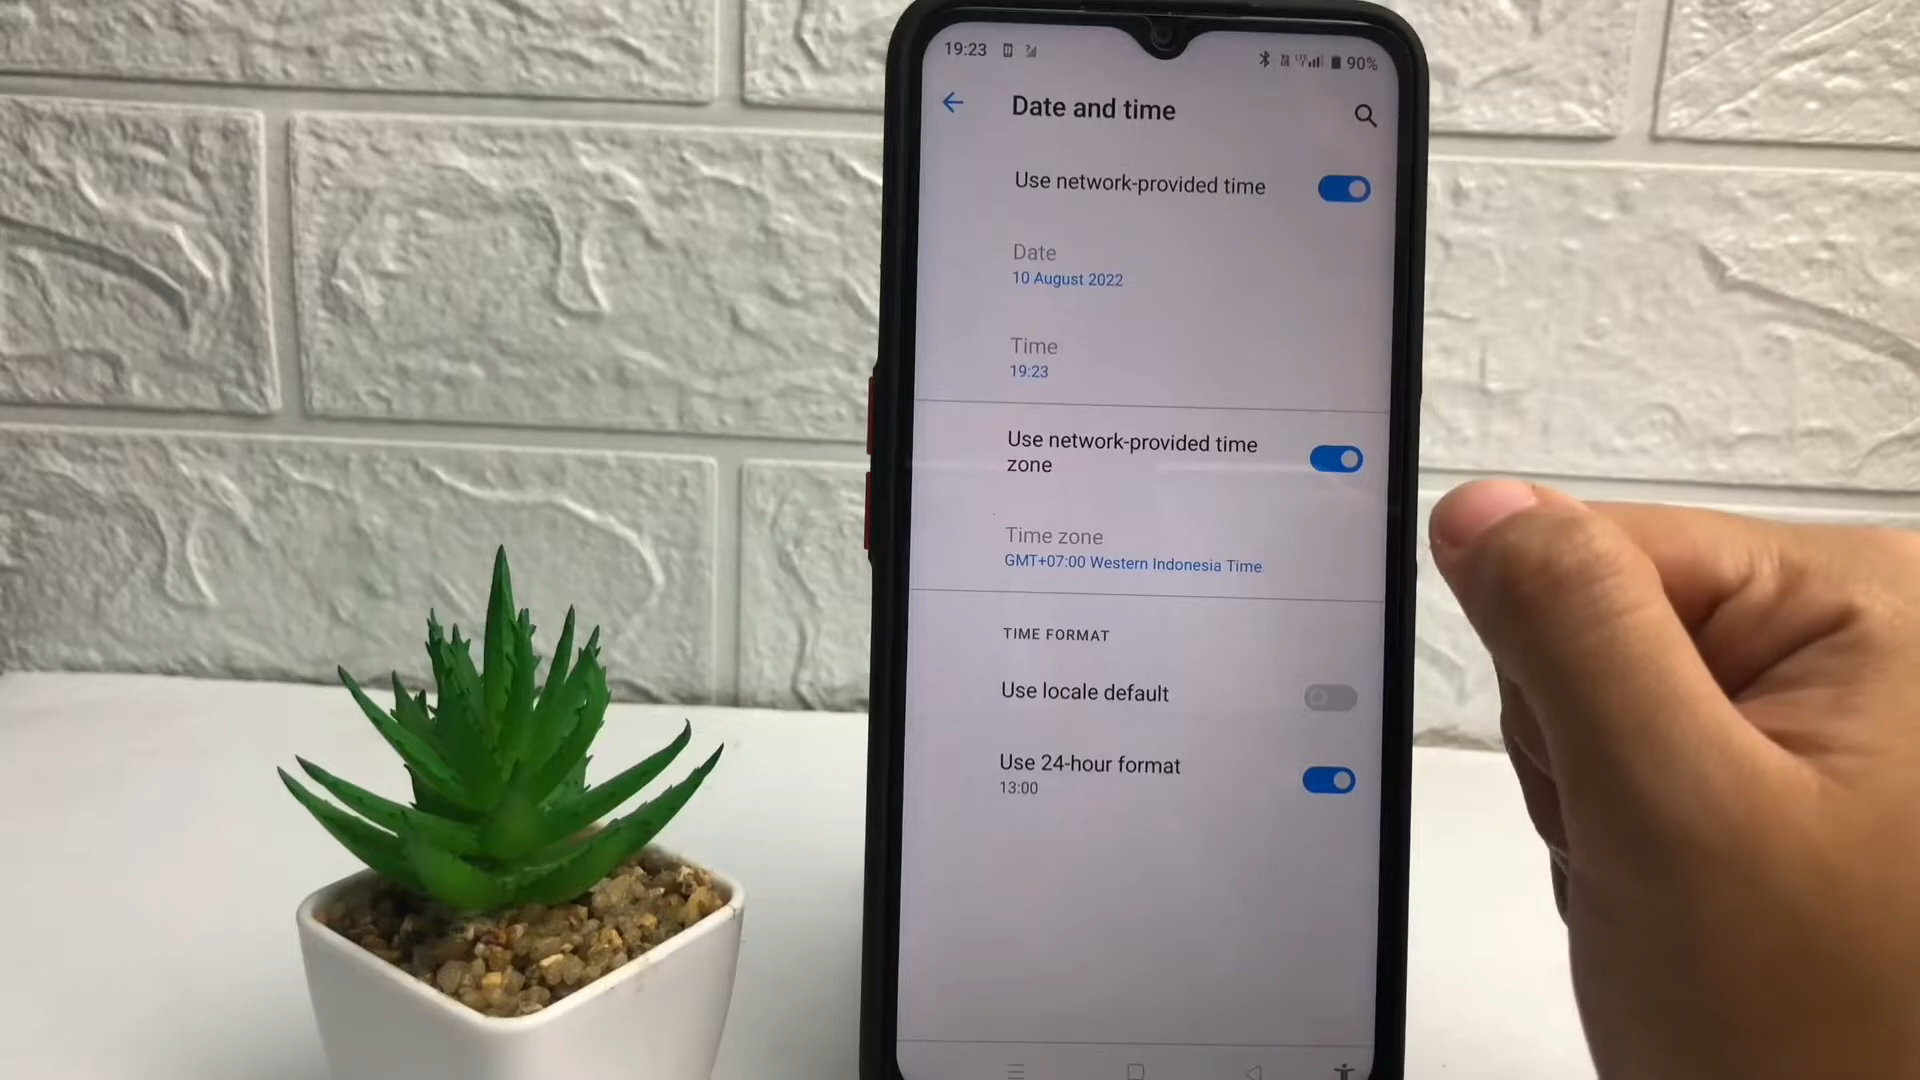 19:23
90%
Date and time
Use network-provided time
Date
10 August 2022
Time
19:23
Use network-provided time
zone
Time zone
GMT+07:00 Western Indonesia Time
TIME FORMAT
Use locale default
Use 24-hour format
13:00